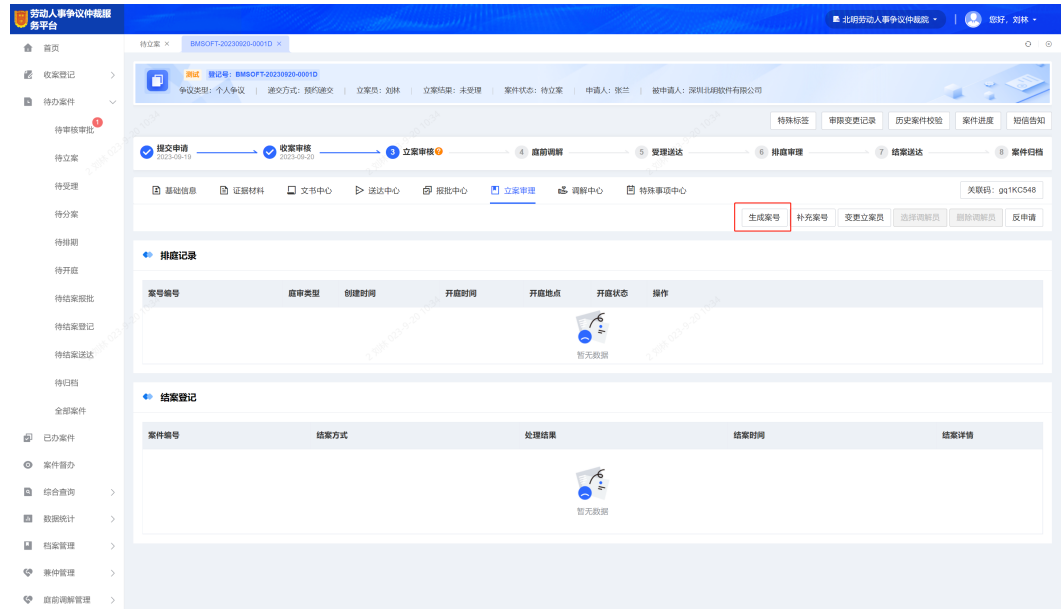 劳动人事争议仲裁服
务平台
北明劳动人事争议仲裁院
您好，刘林
首页
收案登记
待办案件
待审核审批
1
待立案
待受理
待分案
待排期
待开庭
待结案报批
待结案登记
待结案送达
待归档
全部案件
已办案件
案件督办
综合查询
数据统计
档案管理
兼仲管理
庭前调解管理
待立案 × BMSOFT-20230920-0001D ×
测试 登记号：BMSOFT-20230920-0001D
争议类型：个人争议 | 递交方式：预约递交 | 立案员：刘林 | 立案结果：未受理 | 案件状态：待立案 | 申请人：张兰 | 被申请人：深圳北明软件有限公司
特殊标签 审限变更记录 历史案件校验 案件进度 短信告知
提交申请 收案审核 3 立案审核 ? 4 庭前调解 5 受理送达 6 排庭审理 7 结案送达 8 案件归档
2023-09-19 2023-09-20
基础信息 证据材料 文书中心 送达中心 报批中心 立案审理 调解中心 特殊事项中心 关联码：gq1KC548
生成案号 补充案号 变更立案员 选择调解员 删除调解员 反申请
排庭记录
案号编号 庭审类型 创建时间 开庭时间 开庭地点 开庭状态 操作
暂无数据
结案登记
案件编号 结案方式 处理结果 结案时间 结案详情
暂无数据